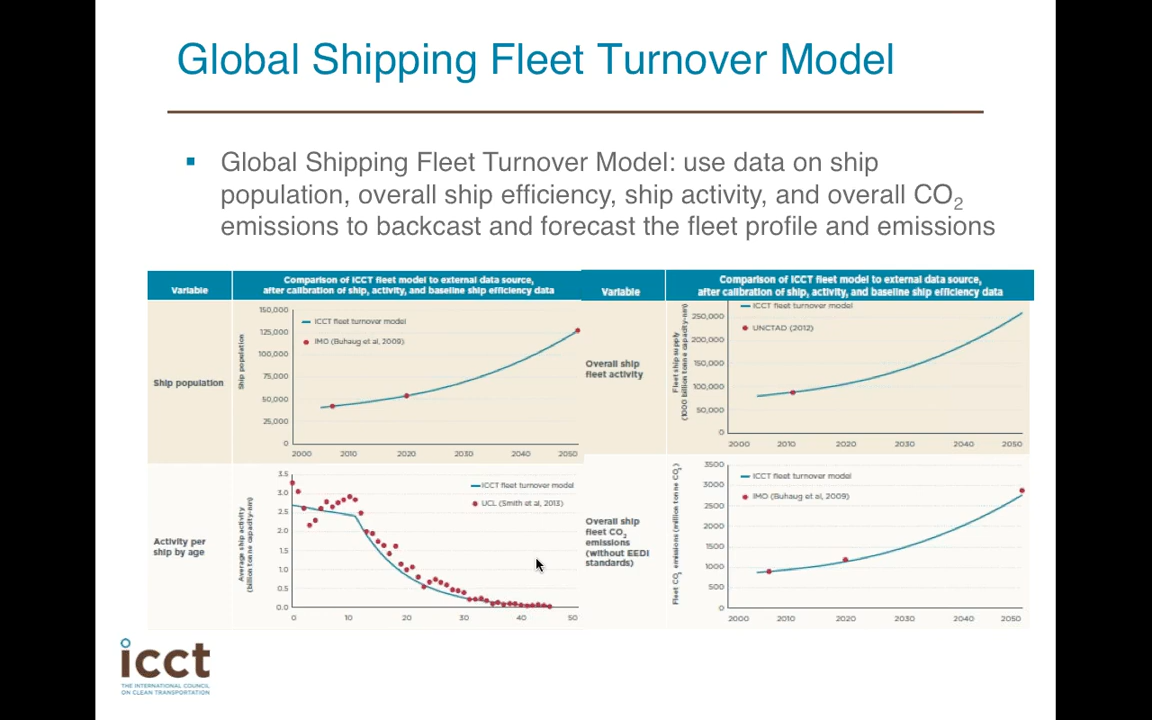 Global Shipping Fleet Turnover Model
Global Shipping Fleet Turnover Model: use data on ship
population, overall ship efficiency, ship activity, and overall CO2
emissions to backcast and forecast the fleet profile and emissions
Variable
Comparison of ICCT fleet model to external data source,
after calibration of ship, activity, and baseline ship efficiency data
Ship population
Ship population
150,000
125,000
100,000
75,000
50,000
25,000
0
ICCT fleet turnover model
IMO (Buhaug et al, 2009)
2000 2010 2020 2030 2040 2050
Activity per
ship by age
Average ship activity
(billion tonne capacity-nm)
3.5
3.0
2.5
2.0
1.5
1.0
0.5
0.0
ICCT fleet turnover model
UCL (Smith et al, 2013)
0 10 20 30 40 50
Variable
Comparison of ICCT fleet model to external data source,
after calibration of ship, activity, and baseline ship efficiency data
Overall ship
fleet activity
Fleet ship supply
(1000 billion tonne capacity-nm)
250,000
200,000
150,000
100,000
50,000
0
ICCT fleet turnover model
UNCTAD (2012)
2000 2010 2020 2030 2040 2050
Overall ship
fleet CO2
emissions
(without EEDI
standards)
Fleet CO2 emissions (million tonne CO2)
3500
3000
2500
2000
1500
1000
500
0
ICCT fleet turnover model
IMO (Buhaug et al, 2009)
2000 2010 2020 2030 2040 2050
icct
THE INTERNATIONAL COUNCIL
ON CLEAN TRANSPORTATION